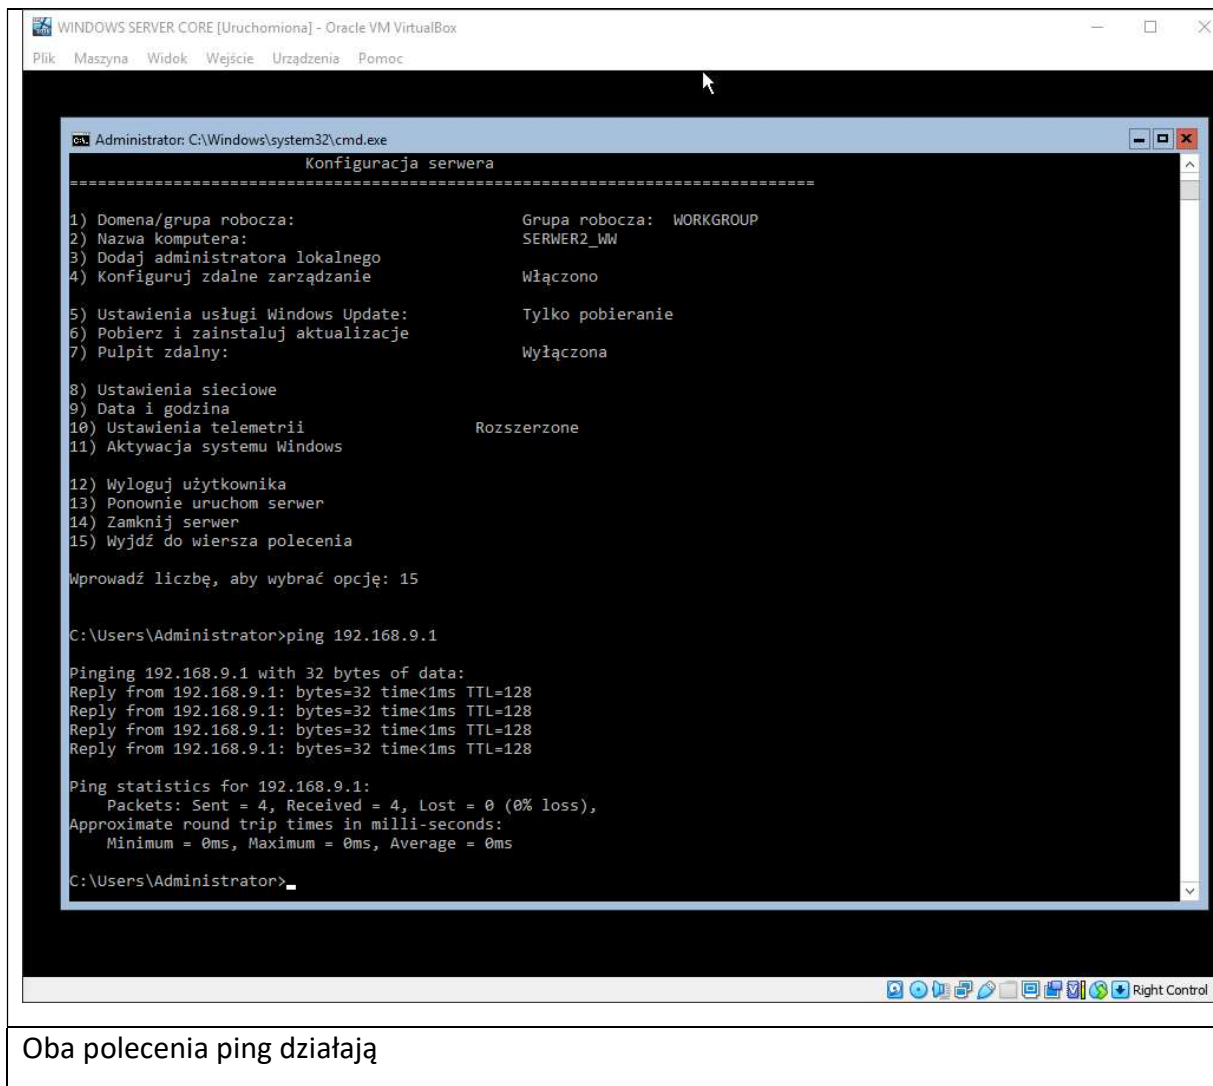 WINDOWS SERVER CORE [Uruchomiona] - Oracle VM VirtualBox
Plik Maszyna Widok Wejście Urządzenia Pomoc
Administrator: C:\Windows\system32\cmd.exe
Konfiguracja serwera
===============================================================================
1) Domena/grupa robocza: Grupa robocza: WORKGROUP
2) Nazwa komputera: SERWER2_WW
3) Dodaj administratora lokalnego
4) Konfiguruj zdalne zarządzanie Włączono
5) Ustawienia usługi Windows Update: Tylko pobieranie
6) Pobierz i zainstaluj aktualizacje
7) Pulpit zdalny: Wyłączona
8) Ustawienia sieciowe
9) Data i godzina
10) Ustawienia telemetrii Rozszerzone
11) Aktywacja systemu Windows
12) Wyloguj użytkownika
13) Ponownie uruchom serwer
14) Zamknij serwer
15) Wyjdź do wiersza polecenia
Wprowadź liczbę, aby wybrać opcję: 15
C:\Users\Administrator>ping 192.168.9.1
Pinging 192.168.9.1 with 32 bytes of data:
Reply from 192.168.9.1: bytes=32 time<1ms TTL=128
Reply from 192.168.9.1: bytes=32 time<1ms TTL=128
Reply from 192.168.9.1: bytes=32 time<1ms TTL=128
Reply from 192.168.9.1: bytes=32 time<1ms TTL=128
Ping statistics for 192.168.9.1:
Packets: Sent = 4, Received = 4, Lost = 0 (0% loss),
Approximate round trip times in milli-seconds:
Minimum = 0ms, Maximum = 0ms, Average = 0ms
C:\Users\Administrator>
Right Control
Oba polecenia ping działają